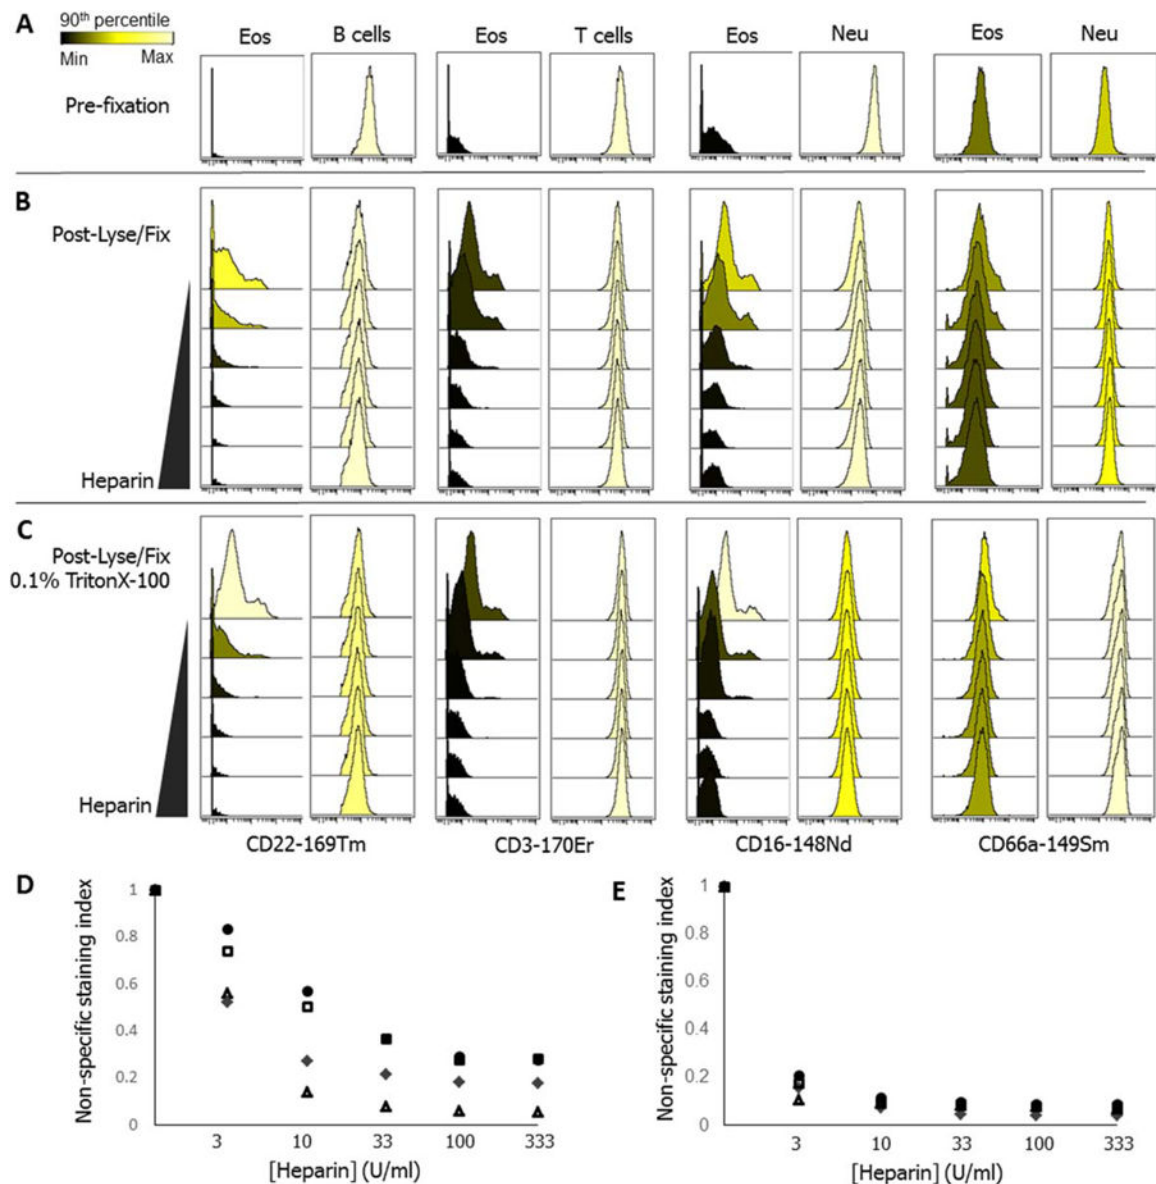 A
90th percentile
Min Max
Eos B cells Eos T cells Eos Neu Eos Neu
Pre-fixation
B
Post-Lyse/Fix
Heparin
C
Post-Lyse/Fix
0.1% TritonX-100
Heparin
CD22-169Tm CD3-170Er CD16-148Nd CD66a-149Sm
D
Non-specific staining index
1
0.8
0.6
0.4
0.2
0
3 10 33 100 333
[Heparin] (U/ml)
E
Non-specific staining index
1
0.8
0.6
0.4
0.2
0
3 10 33 100 333
[Heparin] (U/ml)